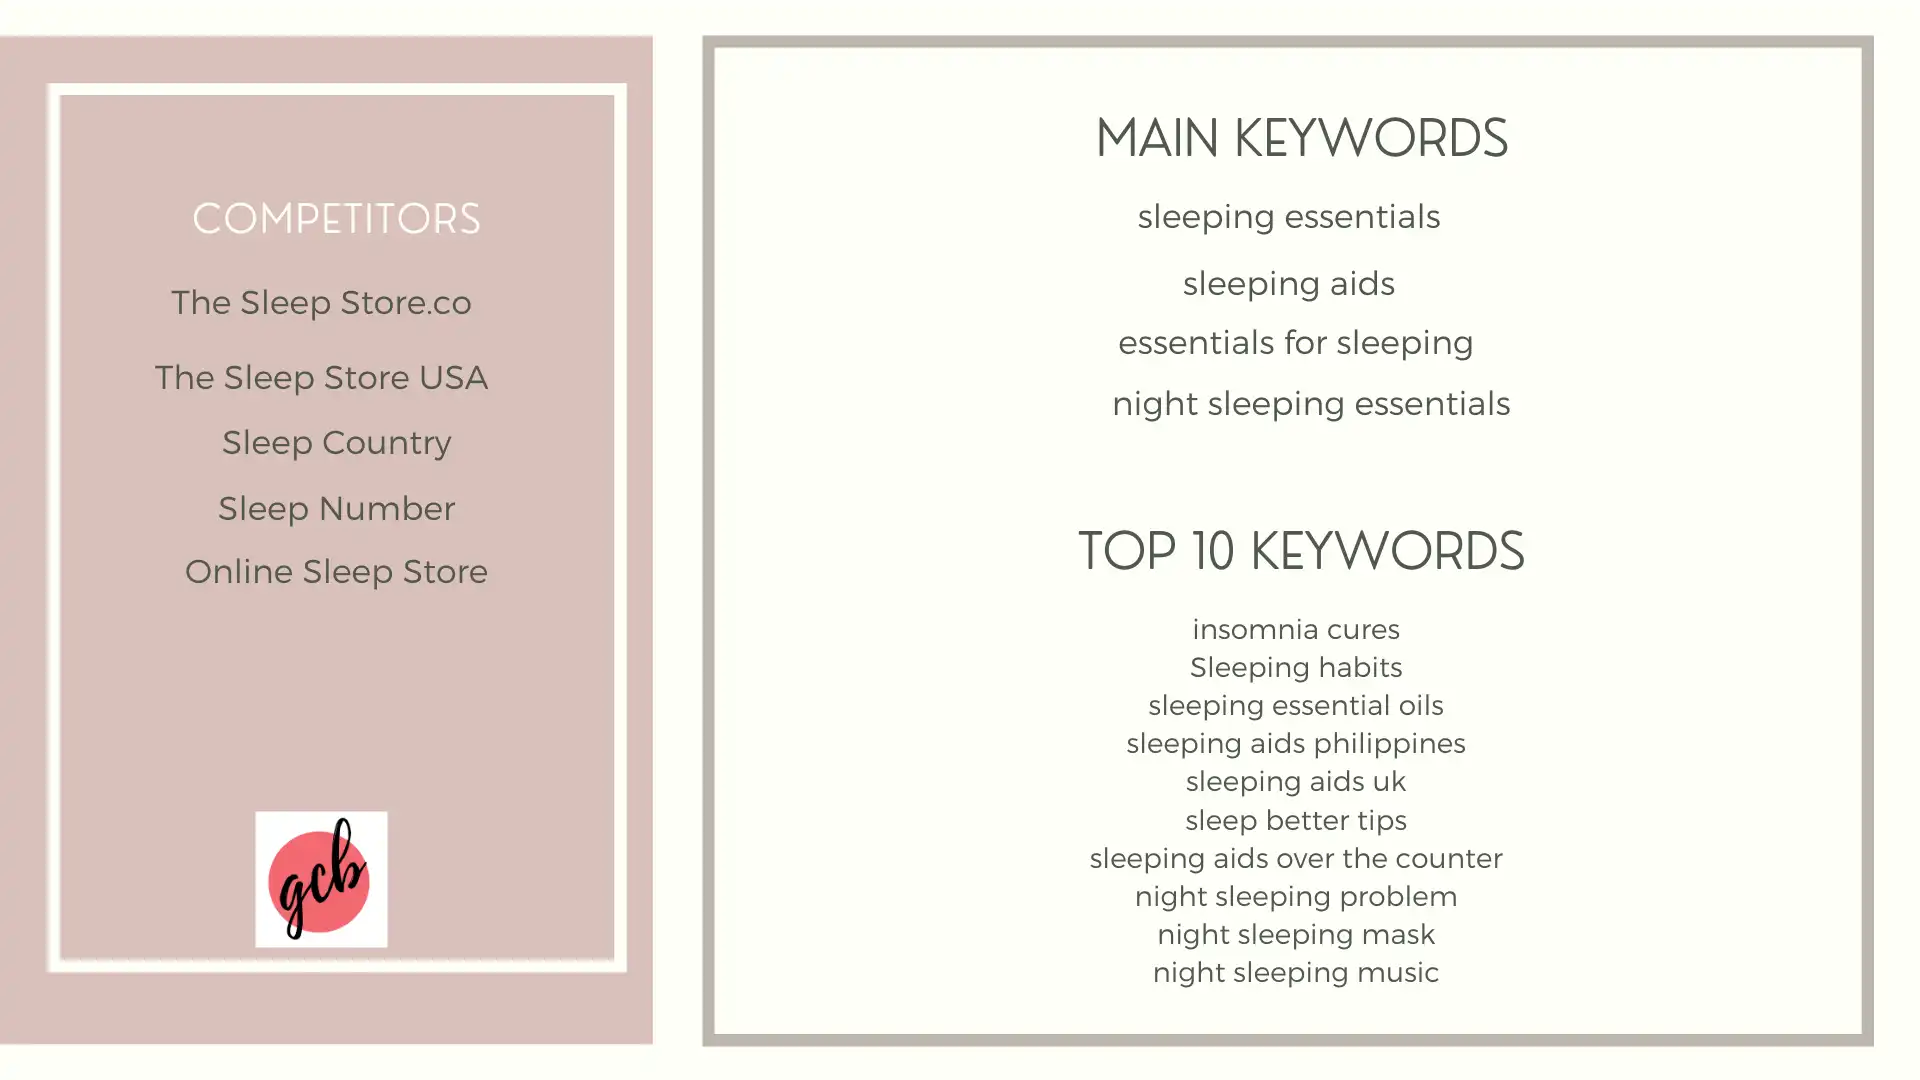 COMPETITORS
The Sleep Store.co
The Sleep Store USA
Sleep Country
Sleep Number
Online Sleep Store
gcb
MAIN KEYWORDS
sleeping essentials
sleeping aids
essentials for sleeping
night sleeping essentials
TOP 10 KEYWORDS
insomnia cures
Sleeping habits
sleeping essential oils
sleeping aids philippines
sleeping aids uk
sleep better tips
sleeping aids over the counter
night sleeping problem
night sleeping mask
night sleeping music